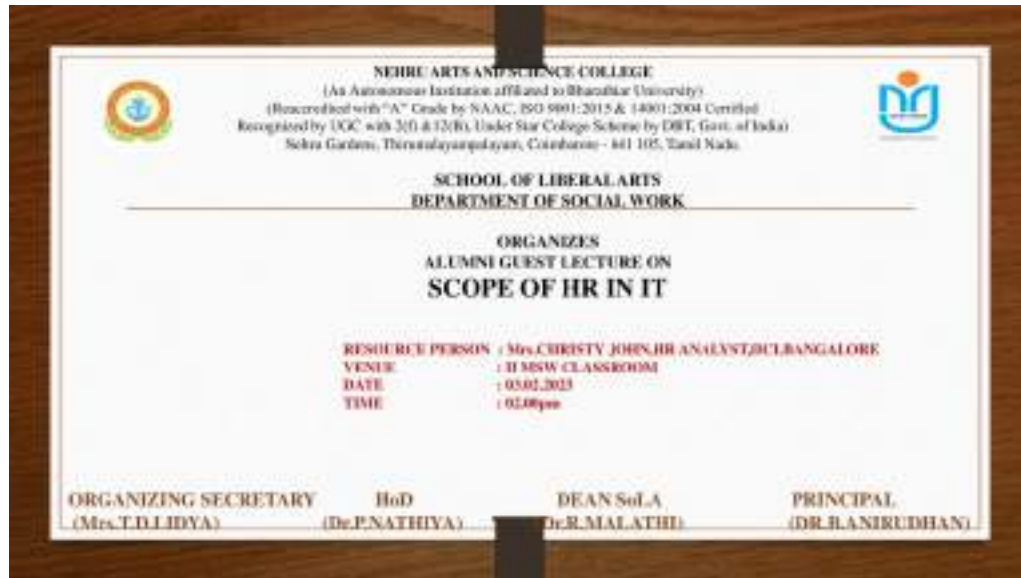 NEHRU ARTS AND SCIENCE COLLEGE
(An Autonomous Institution affiliated to Bharathiar University)
(Reaccredited with "A" Grade by NAAC, ISO 9001:2015 & 14001:2004 Certified
Recognized by UGC with 2(f) & 12(B), Under Star College Scheme by DBT, Govt. of India)
Nehru Gardens, Thirumalayampalayam, Coimbatore - 641 105, Tamil Nadu.
SCHOOL OF LIBERAL ARTS
DEPARTMENT OF SOCIAL WORK
ORGANIZES
ALUMNI GUEST LECTURE ON
SCOPE OF HR IN IT
RESOURCE PERSON : Mrs.CHRISTY JOHN,HR ANALYST,HCLBANGALORE
VENUE : II MSW CLASSROOM
DATE : 03.02.2023
TIME : 02.00pm
ORGANIZING SECRETARY HoD DEAN SoLA PRINCIPAL
(Mrs.T.D.LIDYA) (Dr.P.NATHIYA) Dr.R.MALATHI) (DR.B.ANIRUDHAN)